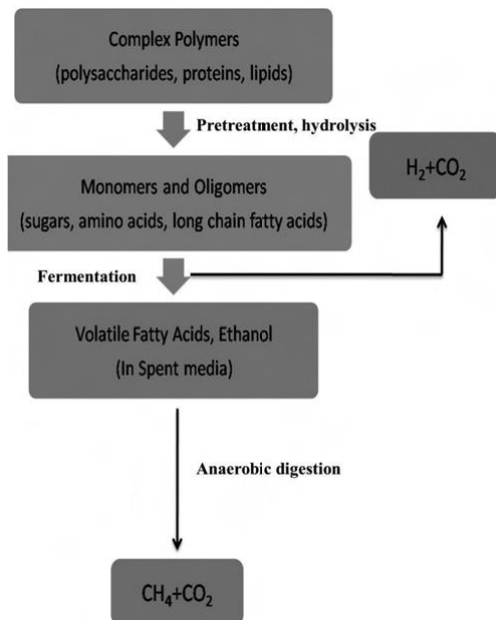 Complex Polymers
(polysaccharides, proteins, lipids)
Pretreatment, hydrolysis
H₂+CO₂
Monomers and Oligomers
(sugars, amino acids, long chain fatty acids)
Fermentation
Volatile Fatty Acids, Ethanol
(In Spent media)
Anaerobic digestion
CH₄+CO₂